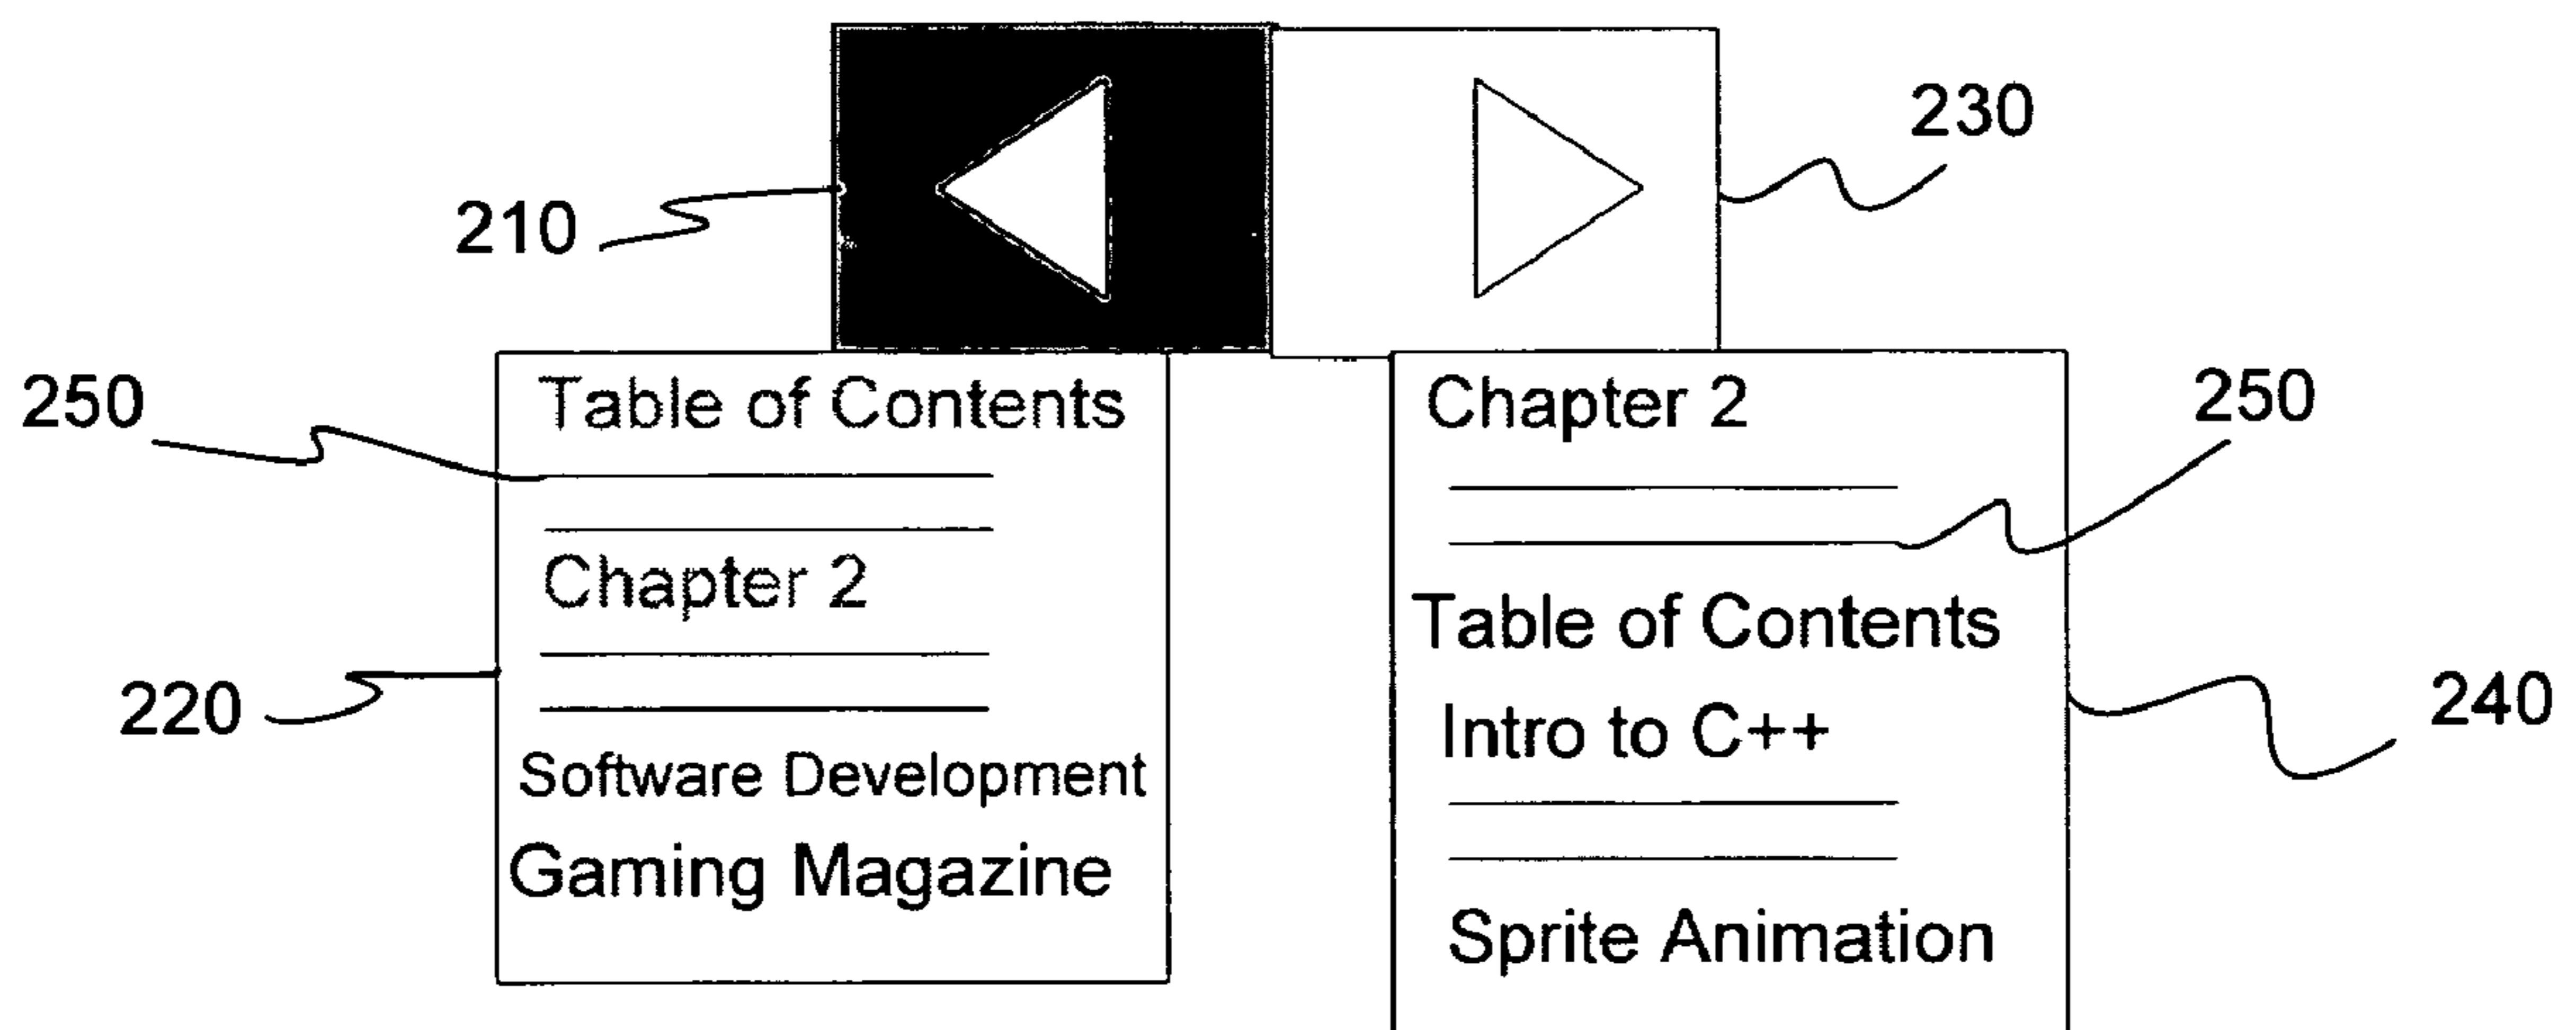 230
210
250
Table of Contents
Chapter 2
Software Development
Gaming Magazine
220
Chapter 2
Table of Contents
Intro to C++
Sprite Animation
250
240